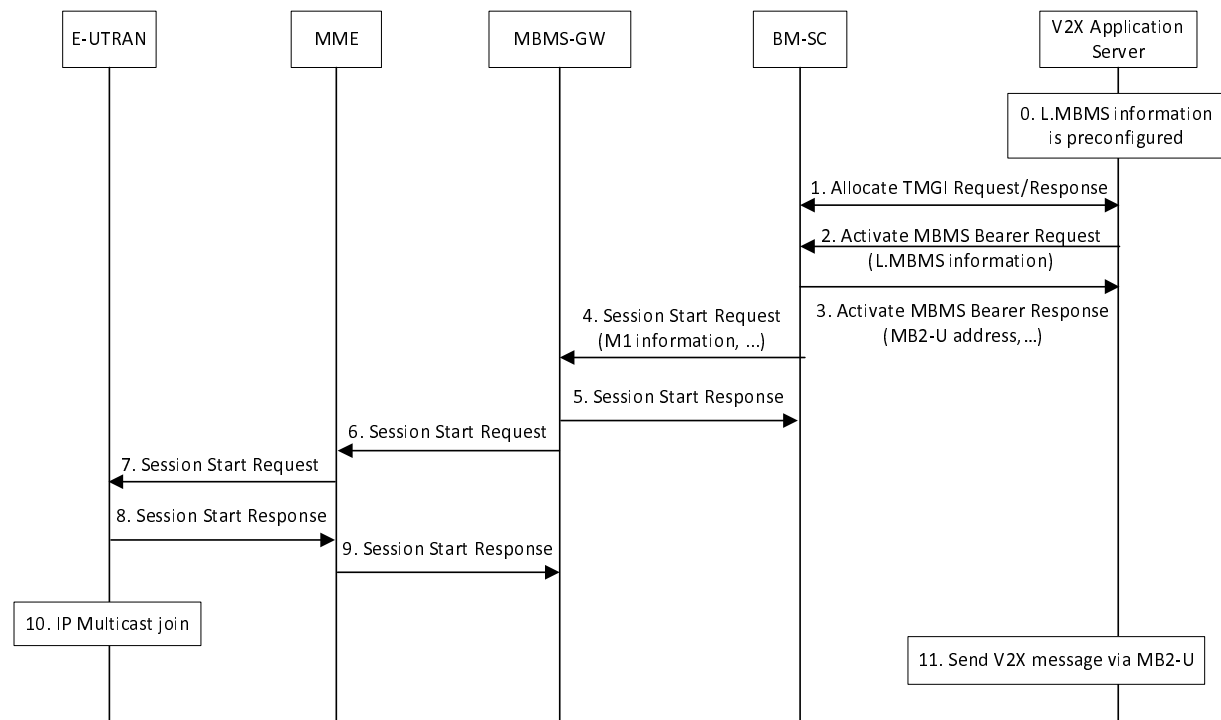 E-UTRAN
MME
MBMS-GW
BM-SC
V2X Application
Server
0. L.MBMS information
is preconfigured
1. Allocate TMGI Request/Response
2. Activate MBMS Bearer Request
(L.MBMS information)
3. Activate MBMS Bearer Response
(MB2-U address,...)
4. Session Start Request
(M1 information, ...)
5. Session Start Response
6. Session Start Request
7. Session Start Request
8. Session Start Response
9. Session Start Response
10. IP Multicast join
11. Send V2X message via MB2-U